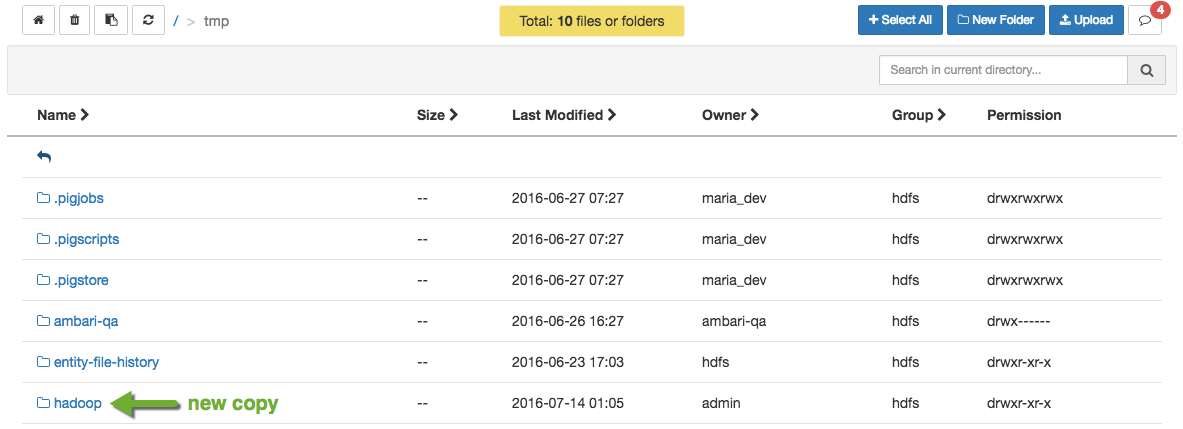 / > tmp Total: 10 files or folders Select All New Folder Upload 4
Search in current directory...
Name Size Last Modified Owner Group Permission
.pigjobs -- 2016-06-27 07:27 maria_dev hdfs drwxrwxrwx
.pigscripts -- 2016-06-27 07:27 maria_dev hdfs drwxrwxrwx
.pigstore -- 2016-06-27 07:27 maria_dev hdfs drwxrwxrwx
ambari-qa -- 2016-06-26 16:27 ambari-qa hdfs drwx------
entity-file-history -- 2016-06-23 17:03 hdfs hdfs drwxr-xr-x
hadoop new copy -- 2016-07-14 01:05 admin hdfs drwxr-xr-x